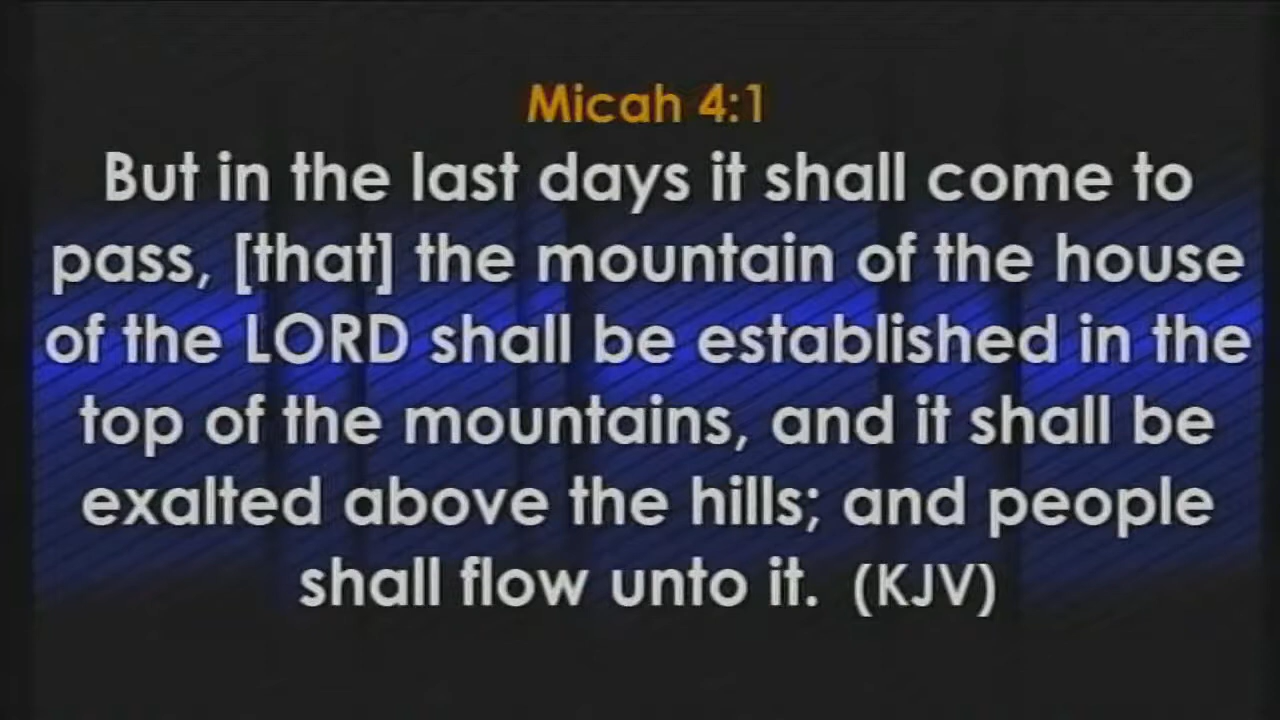 Micah 4:1
But in the last days it shall come to
pass, [that] the mountain of the house
of the LORD shall be established in the
top of the mountains, and it shall be
exalted above the hills; and people
shall flow unto it. (KJV)